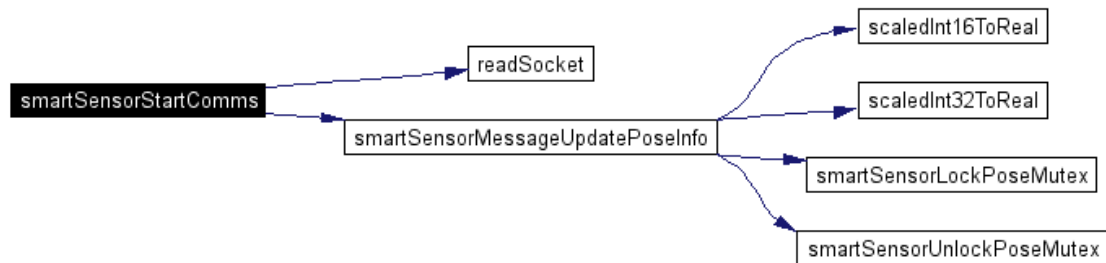 scaledInt16ToReal
readSocket
smartSensorStartComms
scaledInt32ToReal
smartSensorMessageUpdatePoseInfo
smartSensorLockPoseMutex
smartSensorUnlockPoseMutex